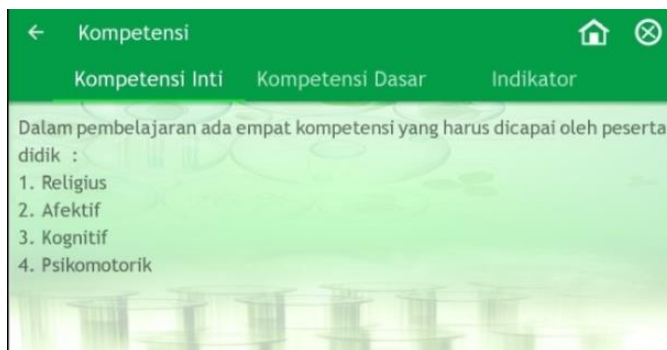 Kompetensi
Kompetensi Inti Kompetensi Dasar Indikator
Dalam pembelajaran ada empat kompetensi yang harus dicapai oleh peserta
didik :
1. Religius
2. Afektif
3. Kognitif
4. Psikomotorik